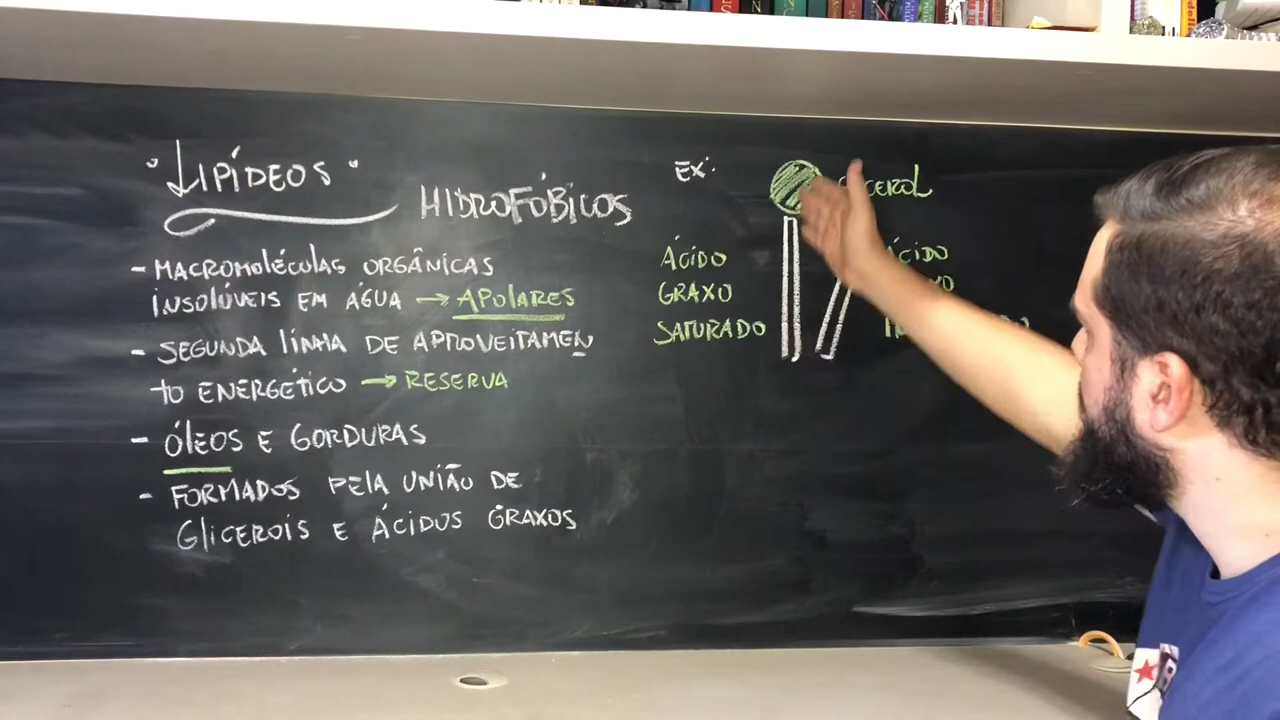 "LIPÍDEOS"
HIDROFÓBICOS
- MACROMOLÉCULAS ORGÂNICAS
INSOLÚVEIS EM ÁGUA → APOLARES
- SEGUNDA LINHA DE APROVEITAMEN
TO ENERGÉTICO → RESERVA
- ÓLEOS E GORDURAS
- FORMADOS PELA UNIÃO DE
GLICEROIS E ÁCIDOS GRAXOS
EX:
ÁCIDO
GRAXO
SATURADO
ÁCIDO